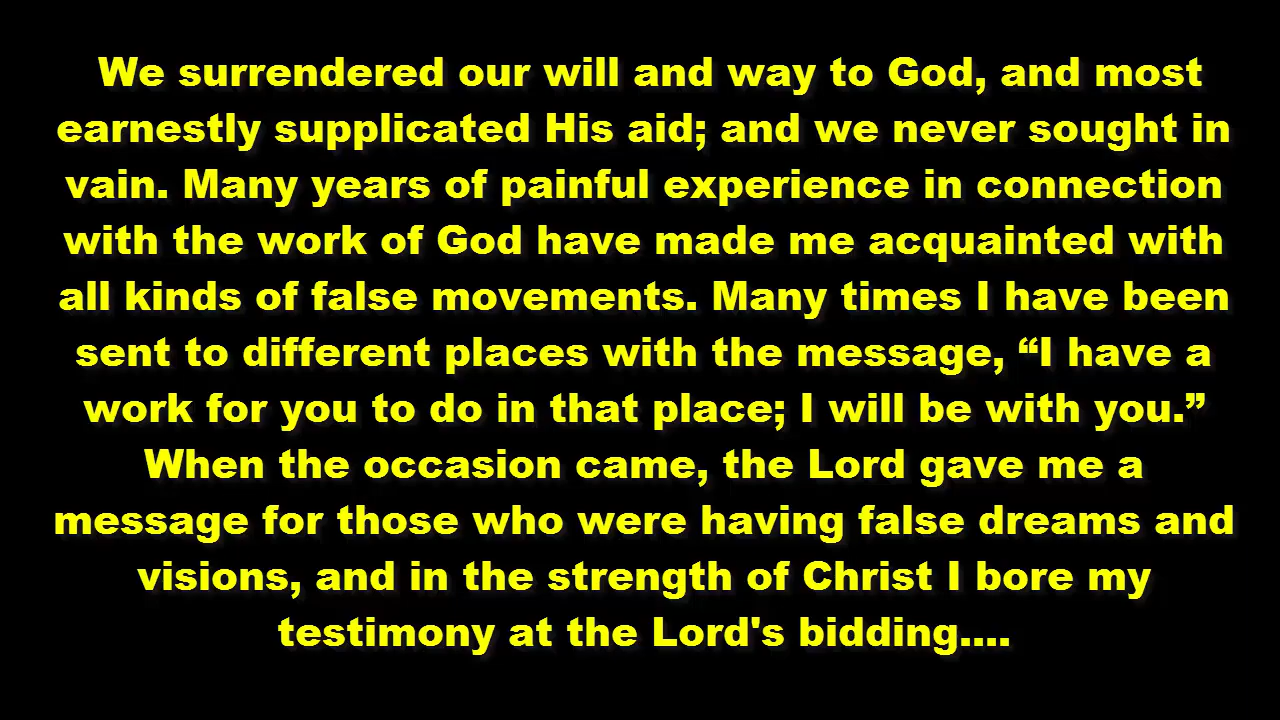 We surrendered our will and way to God, and most
earnestly supplicated His aid; and we never sought in
vain. Many years of painful experience in connection
with the work of God have made me acquainted with
all kinds of false movements. Many times I have been
sent to different places with the message, “I have a
work for you to do in that place; I will be with you.”
When the occasion came, the Lord gave me a
message for those who were having false dreams and
visions, and in the strength of Christ I bore my
testimony at the Lord's bidding....